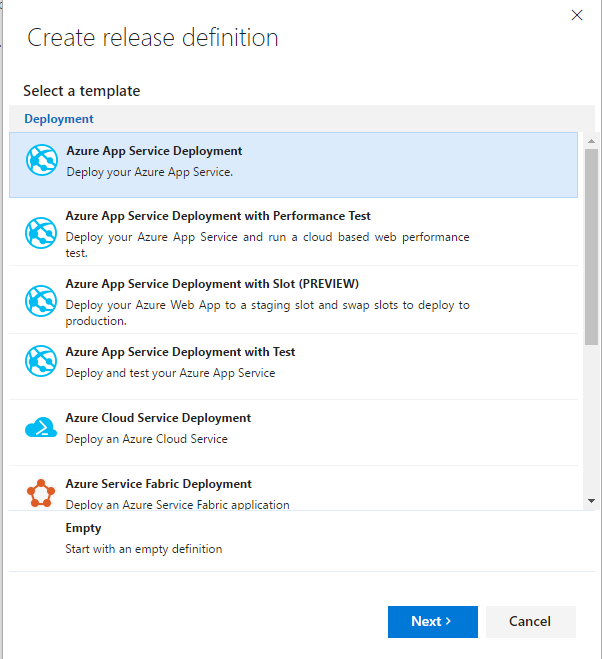 Create release definition
Select a template
Deployment
Azure App Service Deployment
Deploy your Azure App Service.
Azure App Service Deployment with Performance Test
Deploy your Azure App Service and run a cloud based web performance
test.
Azure App Service Deployment with Slot (PREVIEW)
Deploy your Azure Web App to a staging slot and swap slots to deploy to
production.
Azure App Service Deployment with Test
Deploy and test your Azure App Service
Azure Cloud Service Deployment
Deploy an Azure Cloud Service
Azure Service Fabric Deployment
Deploy an Azure Service Fabric application
Empty
Start with an empty definition
Next >
Cancel